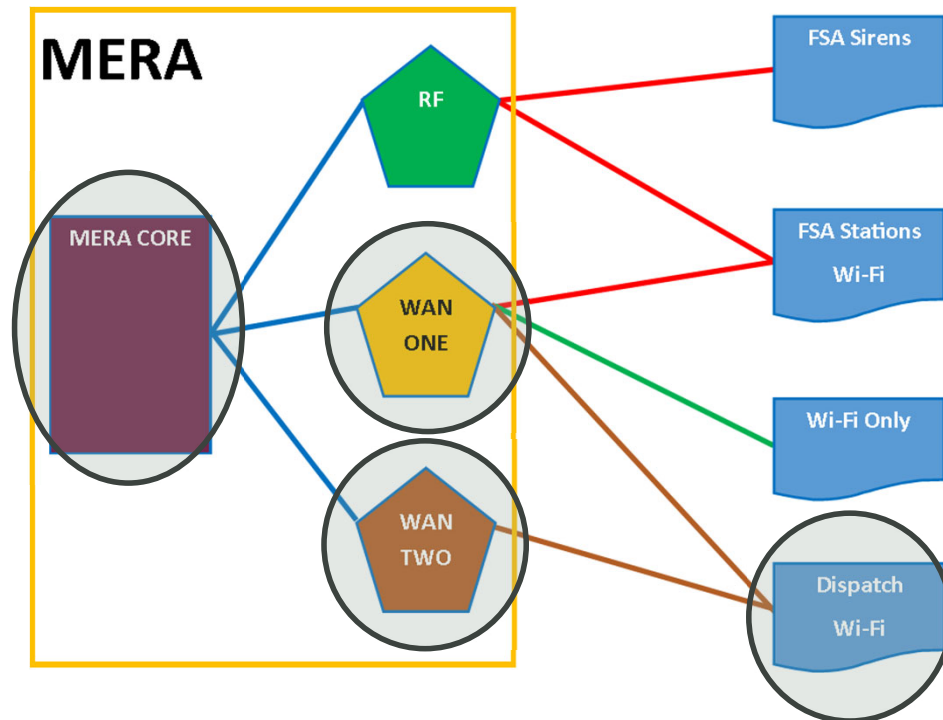 MERA
RF
FSA Sirens
MERA CORE
FSA Stations
Wi-Fi
WAN
ONE
Wi-Fi Only
WAN
TWO
Dispatch
Wi-Fi